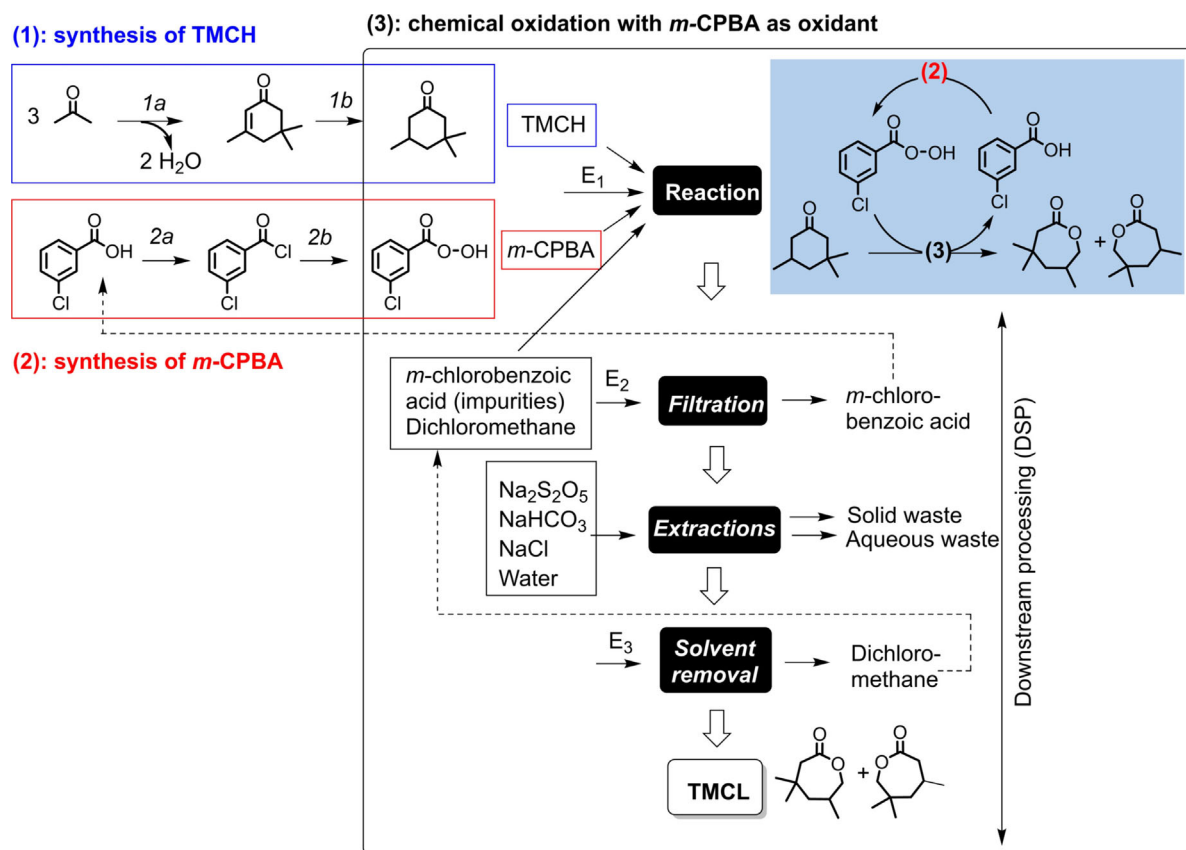 (1): synthesis of TMCH
(3): chemical oxidation with m-CPBA as oxidant
3
O
1a
2 H₂O
O
1b
O
TMCH
E₁
Reaction
m-CPBA
O
OH
Cl
2a
O
Cl
Cl
2b
O
O-OH
Cl
(2): synthesis of m-CPBA
(2)
O
O-OH
Cl
O
OH
Cl
O
(3)
O
O
+
O
O
m-chlorobenzoic
acid (impurities)
Dichloromethane
E₂
Filtration
m-chloro-
benzoic acid
Na₂S₂O₅
NaHCO₃
NaCl
Water
Extractions
Solid waste
Aqueous waste
E₃
Solvent
removal
Dichloro-
methane
TMCL
O
O
+
O
O
Downstream processing (DSP)